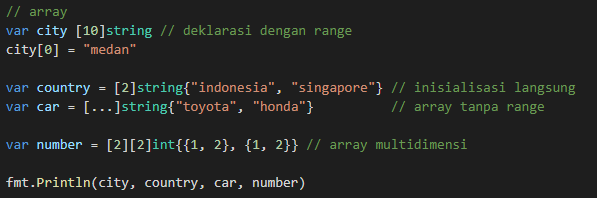 // array
var city [10]string // deklarasi dengan range
city[0] = "medan"

var country = [2]string{"indonesia", "singapore"} // inisialisasi langsung
var car = [...]string{"toyota", "honda"}          // array tanpa range

var number = [2][2]int{{1, 2}, {1, 2}} // array multidimensi

fmt.Println(city, country, car, number)